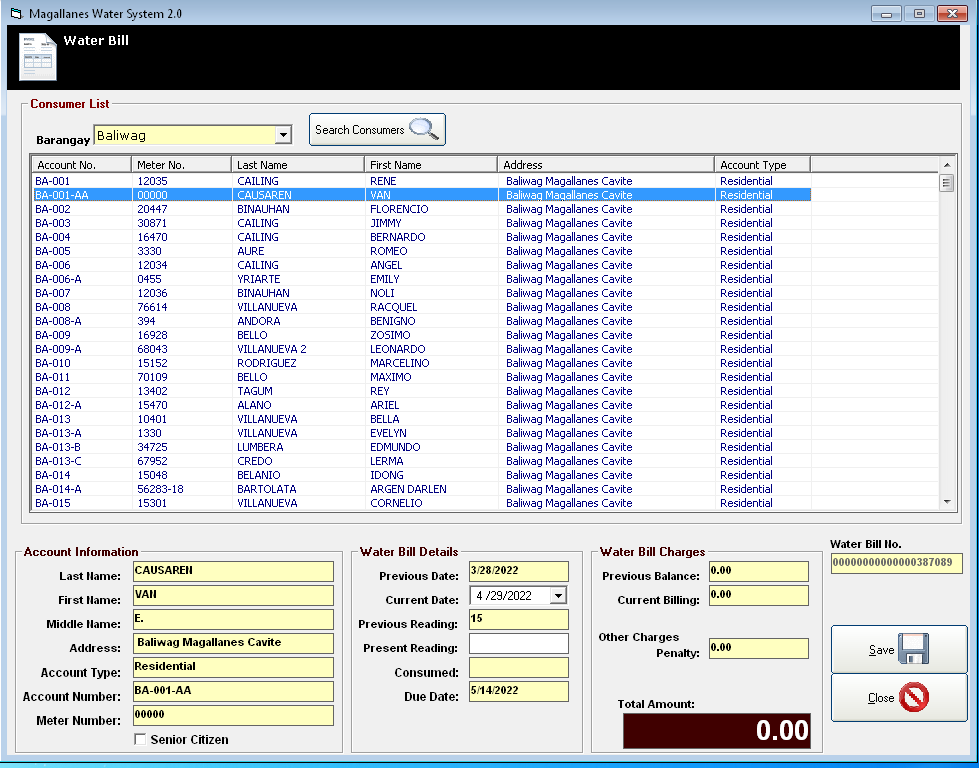 Magallanes Water System 2.0
Water Bill
Consumer List
Barangay Baliwag Search Consumers
Account No. Meter No. Last Name First Name Address Account Type
BA-001 12035 CAILING RENE Baliwag Magallanes Cavite Residential
BA-001-AA 00000 CAUSAREN VAN Baliwag Magallanes Cavite Residential
BA-002 20447 BINAUHAN FLORENCIO Baliwag Magallanes Cavite Residential
BA-003 30871 CAILING JIMMY Baliwag Magallanes Cavite Residential
BA-004 16470 CAILING BERNARDO Baliwag Magallanes Cavite Residential
BA-005 3330 AURE ROMEO Baliwag Magallanes Cavite Residential
BA-006 12034 CAILING ANGEL Baliwag Magallanes Cavite Residential
BA-006-A 0455 YRIARTE EMILY Baliwag Magallanes Cavite Residential
BA-007 12036 BINAUHAN NOLI Baliwag Magallanes Cavite Residential
BA-008 76614 VILLANUEVA RACQUEL Baliwag Magallanes Cavite Residential
BA-008-A 394 ANDORA BENIGNO Baliwag Magallanes Cavite Residential
BA-009 16928 BELLO ZOSIMO Baliwag Magallanes Cavite Residential
BA-009-A 68043 VILLANUEVA 2 LEONARDO Baliwag Magallanes Cavite Residential
BA-010 15152 RODRIGUEZ MARCELINO Baliwag Magallanes Cavite Residential
BA-011 70109 BELLO MAXIMO Baliwag Magallanes Cavite Residential
BA-012 13402 TAGUM REY Baliwag Magallanes Cavite Residential
BA-012-A 15470 ALANO ARIEL Baliwag Magallanes Cavite Residential
BA-013 10401 VILLANUEVA BELLA Baliwag Magallanes Cavite Residential
BA-013-A 1330 VILLANUEVA EVELYN Baliwag Magallanes Cavite Residential
BA-013-B 34725 LUMBERA EDMUNDO Baliwag Magallanes Cavite Residential
BA-013-C 67952 CREDO LERMA Baliwag Magallanes Cavite Residential
BA-014 15048 BELANIO IDONG Baliwag Magallanes Cavite Residential
BA-014-A 56283-18 BARTOLATA ARGEN DARLEN Baliwag Magallanes Cavite Residential
BA-015 15301 VILLANUEVA CORNELIO Baliwag Magallanes Cavite Residential
Account Information
Last Name: CAUSAREN
First Name: VAN
Middle Name: E.
Address: Baliwag Magallanes Cavite
Account Type: Residential
Account Number: BA-001-AA
Meter Number: 00000
Senior Citizen
Water Bill Details
Previous Date: 3/28/2022
Current Date: 4 /29/2022
Previous Reading: 15
Present Reading:
Consumed:
Due Date: 5/14/2022
Water Bill Charges
Previous Balance: 0.00
Current Billing: 0.00
Other Charges
Penalty: 0.00
Total Amount:
0.00
Water Bill No.
00000000000000387089
Save
Close